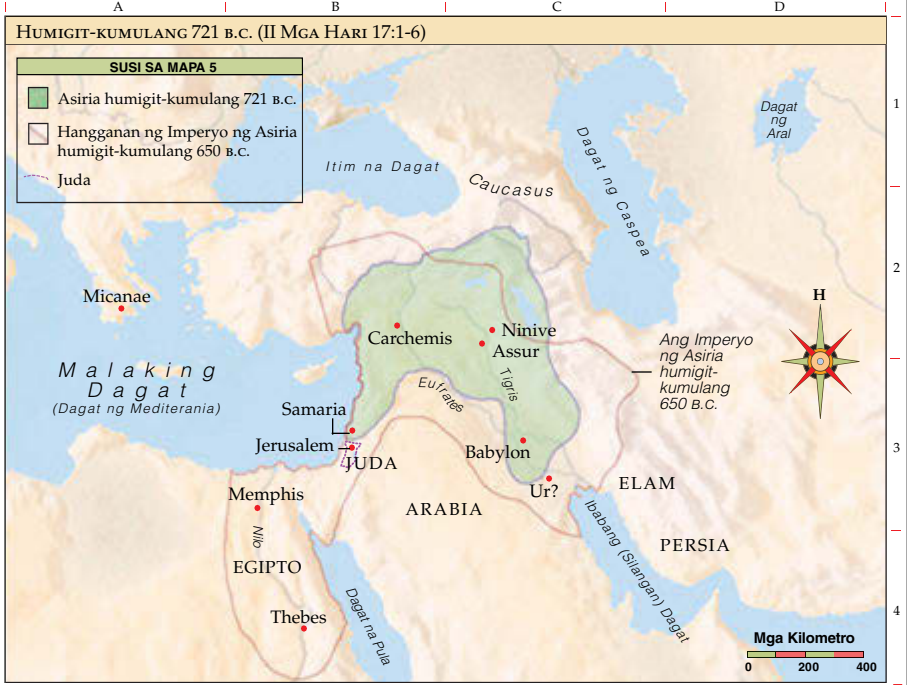 A B C D
HUMIGIT-KUMULANG 721 B.C. (II MGA HARI 17:1-6)
SUSI SA MAPA 5
Asiria humigit-kumulang 721 B.C.
Hangganan ng Imperyo ng Asiria
humigit-kumulang 650 B.C.
Juda
1
2
3
4
Dagat
ng
Aral
Itim na Dagat
Caucasus
Dagat ng Caspea
Micanae
H
Carchemis
Ninive
Assur
Ang Imperyo
ng Asiria
humigit-
kumulang
650 B.C.
Malaking
Dagat
(Dagat ng Mediterania)
Eufrates
Tigris
Samaria
Jerusalem
JUDA
Babylon
Ur?
ELAM
Memphis
Nilo
ARABIA
EGIPTO
PERSIA
Ibabang (Silangan) Dagat
Thebes
Dagat na Pula
Mga Kilometro
0 200 400